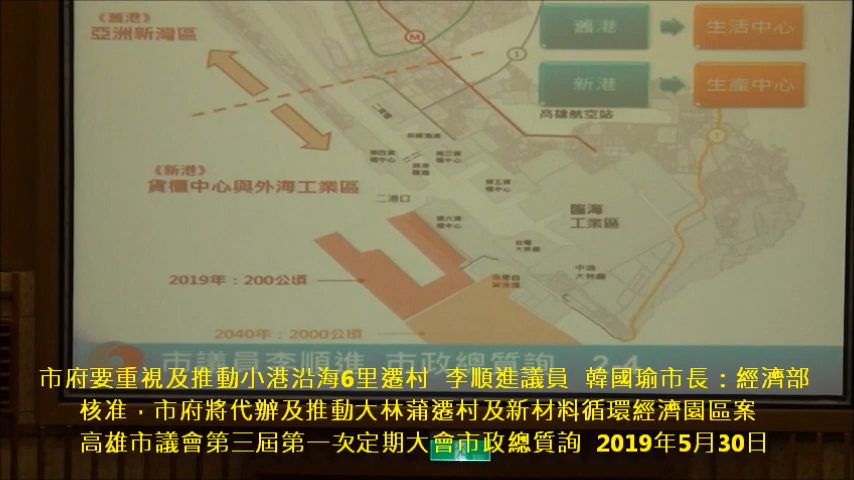 《舊港》
亞洲新灣區
舊港
生活中心
新港
生產中心
高雄航空站
《新港》
貨櫃中心與外海工業區
二港口
臨海
工業區
中油
大林廠
2019年：200公頃
2040年：2000公頃
市議員李順進 市政總質詢 24
市府要重視及推動小港沿海6里遷村 李順進議員 韓國瑜市長：經濟部
核准，市府將代辦及推動大林蒲遷村及新材料循環經濟園區案
高雄市議會第三屆第一次定期大會市政總質詢 2019年5月30日